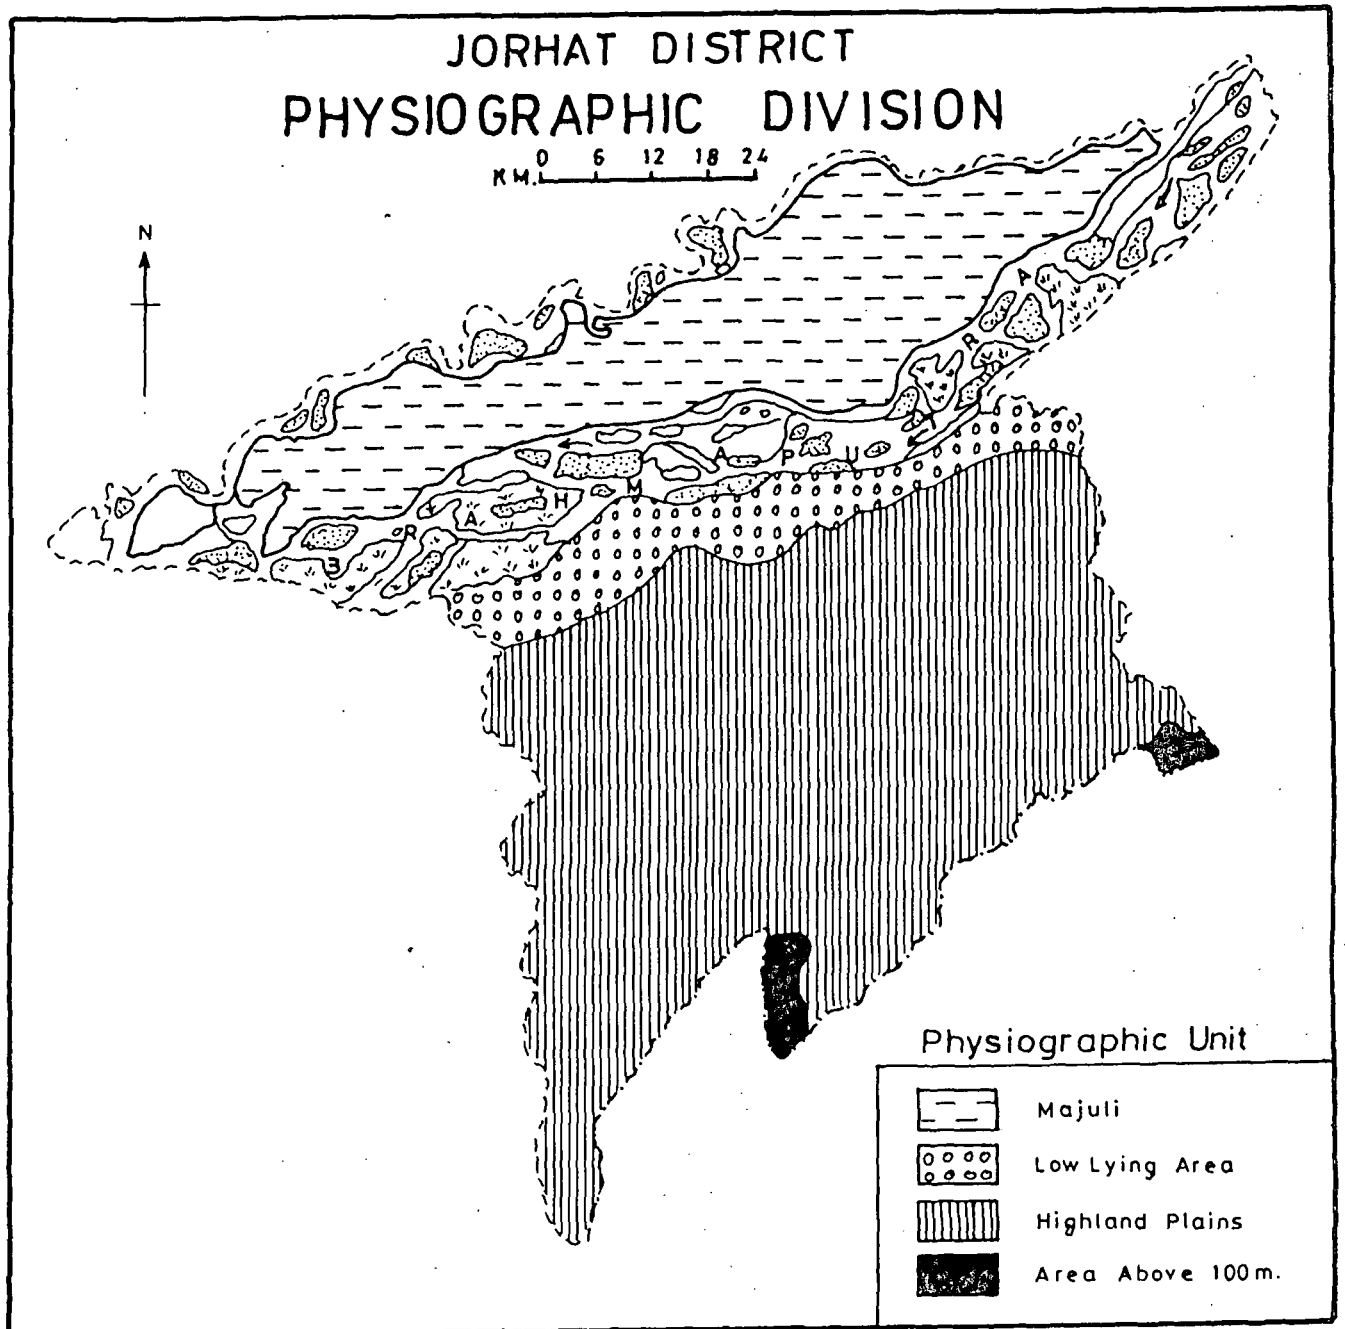 JORHAT DISTRICT
PHYSIOGRAPHIC DIVISION
0 6 12 18 24
KM.
N
BRAHMAPUTRA
Physiographic Unit
Majuli
Low Lying Area
Highland Plains
Area Above 100m.